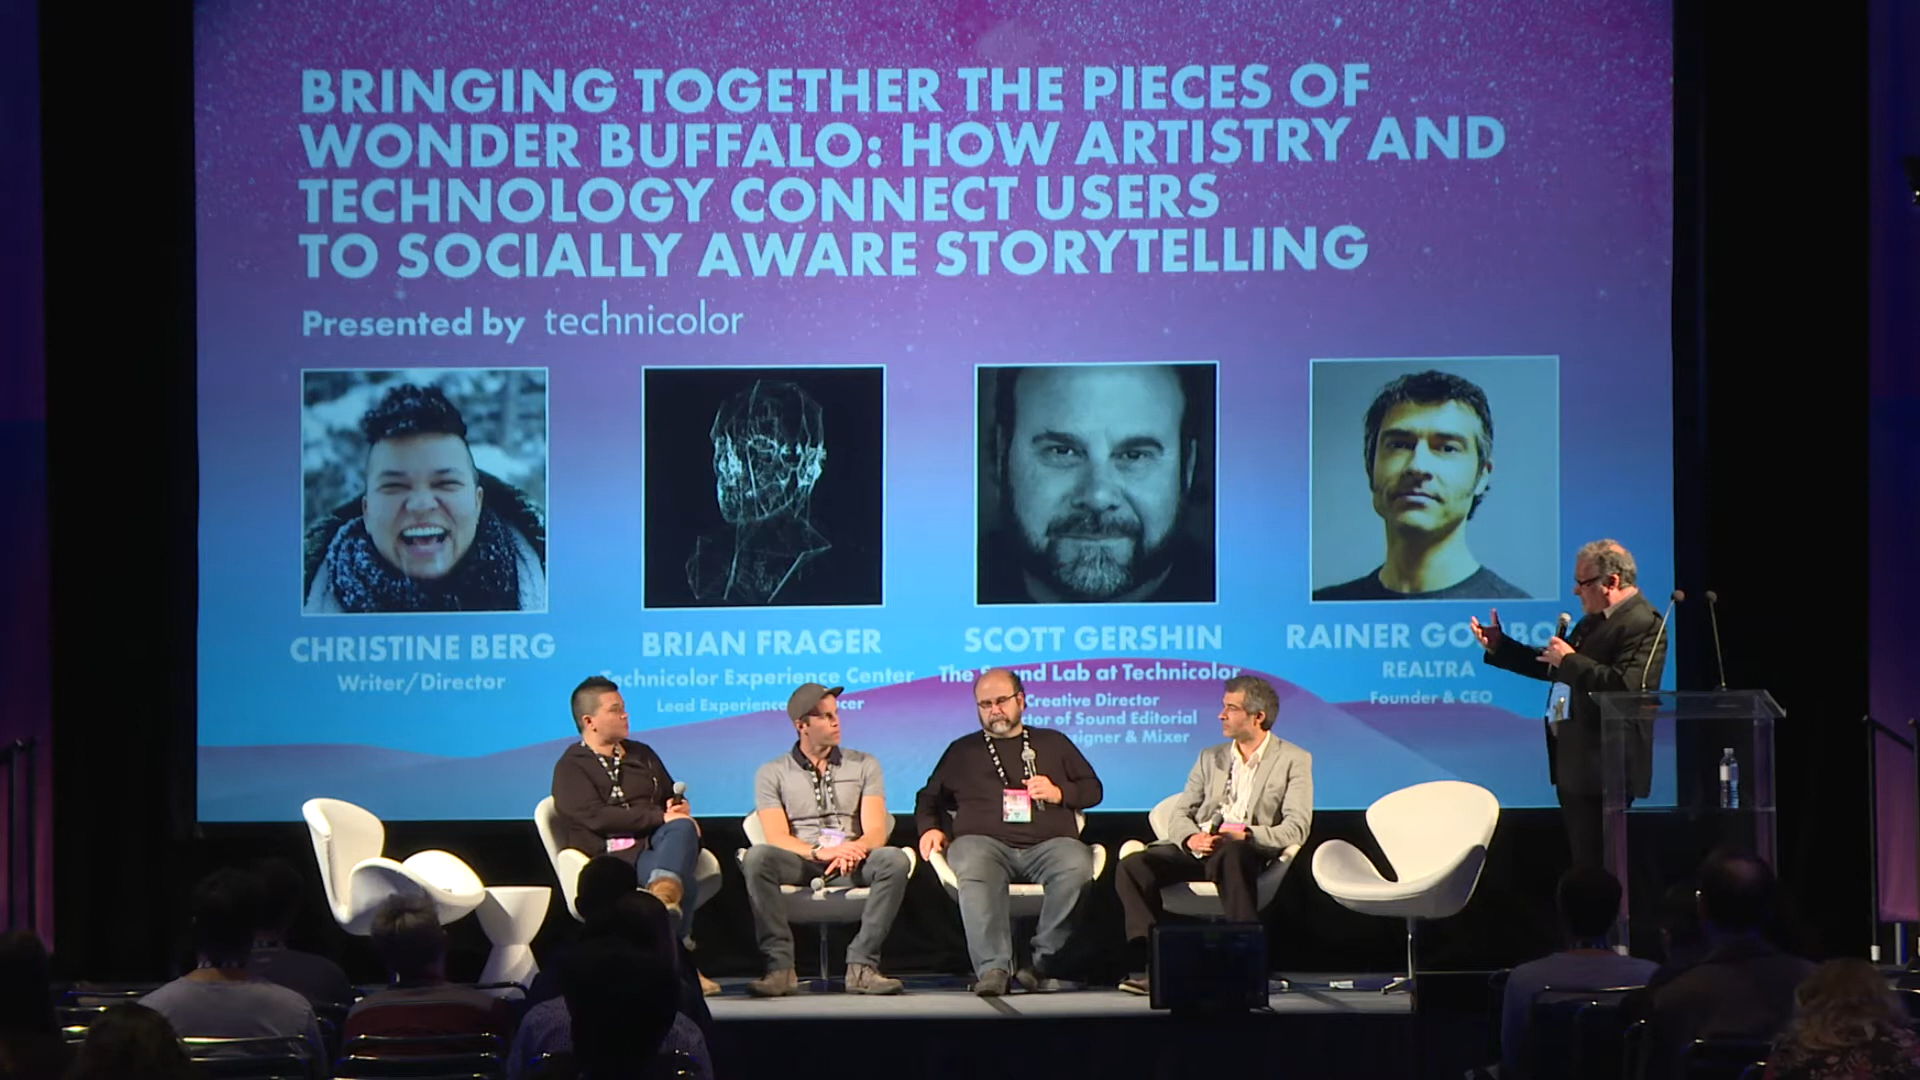 BRINGING TOGETHER THE PIECES OF
WONDER BUFFALO: HOW ARTISTRY AND
TECHNOLOGY CONNECT USERS
TO SOCIALLY AWARE STORYTELLING
Presented by technicolor
CHRISTINE BERG
Writer/Director
BRIAN FRAGER
Technicolor Experience Center
Lead Experience
SCOTT GERSHIN
The Sound Lab at Technicolor
Creative Director
of Sound Editorial
& Mixer
RAINER
REALTRA
Founder & CEO